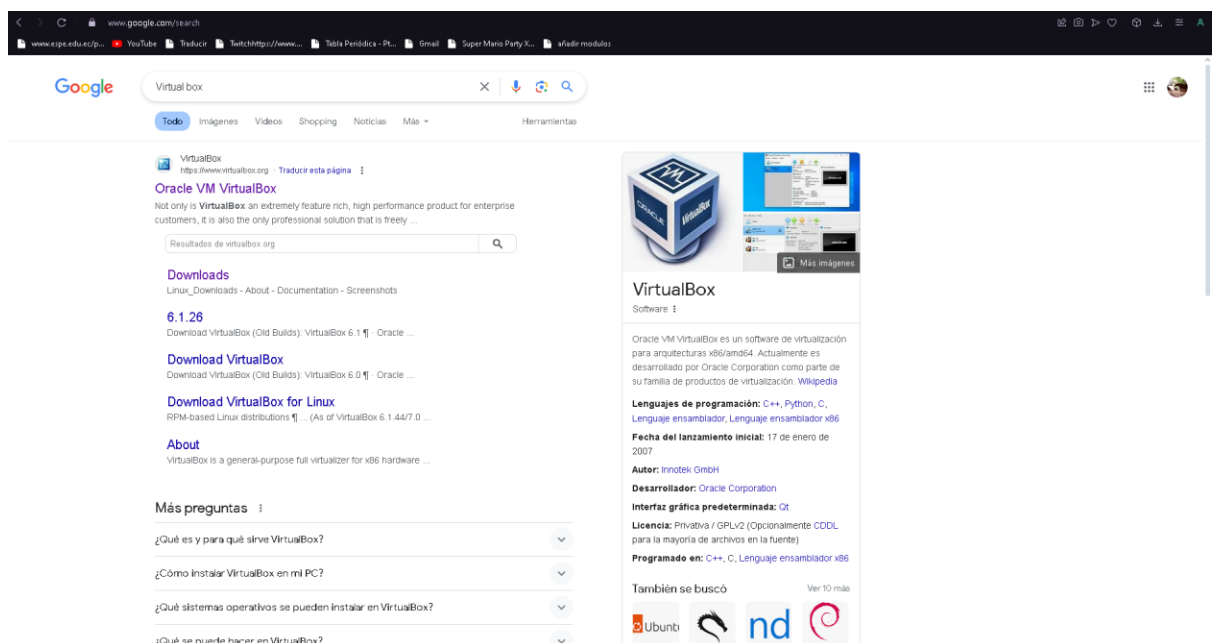 www.google.com/search
www.espe.edu.ec/p... YouTube Traducir Twitchhttps://www.... Tabla Periódica - Pt... Gmail Super Mario Party X... añadir modulos
Google
Virtual box
Todo Imágenes Videos Shopping Noticias Más Herramientas
VirtualBox
https://www.virtualbox.org · Traducir esta página
Oracle VM VirtualBox
Not only is VirtualBox an extremely feature rich, high performance product for enterprise
customers, it is also the only professional solution that is freely ...
Resultados de virtualbox.org
Downloads
Linux_Downloads - About - Documentation - Screenshots
6.1.26
Download VirtualBox (Old Builds): VirtualBox 6.1 ¶ · Oracle ...
Download VirtualBox
Download VirtualBox (Old Builds): VirtualBox 6.0 ¶ · Oracle ...
Download VirtualBox for Linux
RPM-based Linux distributions ¶ ... (As of VirtualBox 6.1.44/7.0 ...
About
VirtualBox is a general-purpose full virtualizer for x86 hardware ...
Más preguntas
¿Qué es y para qué sirve VirtualBox?
¿Cómo instalar VirtualBox en mi PC?
¿Qué sistemas operativos se pueden instalar en VirtualBox?
¿Qué se puede hacer en VirtualBox?
ORACLE VirtualBox
Más imágenes
VirtualBox
Software
Oracle VM VirtualBox es un software de virtualización
para arquitecturas x86/amd64. Actualmente es
desarrollado por Oracle Corporation como parte de
su familia de productos de virtualización. Wikipedia
Lenguajes de programación: C++, Python, C,
Lenguaje ensamblador, Lenguaje ensamblador x86
Fecha del lanzamiento inicial: 17 de enero de
2007
Autor: Innotek GmbH
Desarrollador: Oracle Corporation
Interfaz gráfica predeterminada: Qt
Licencia: Privativa / GPLv2 (Opcionalmente CDDL
para la mayoría de archivos en la fuente)
Programado en: C++, C, Lenguaje ensamblador x86
También se buscó Ver 10 más
Ubunt nd